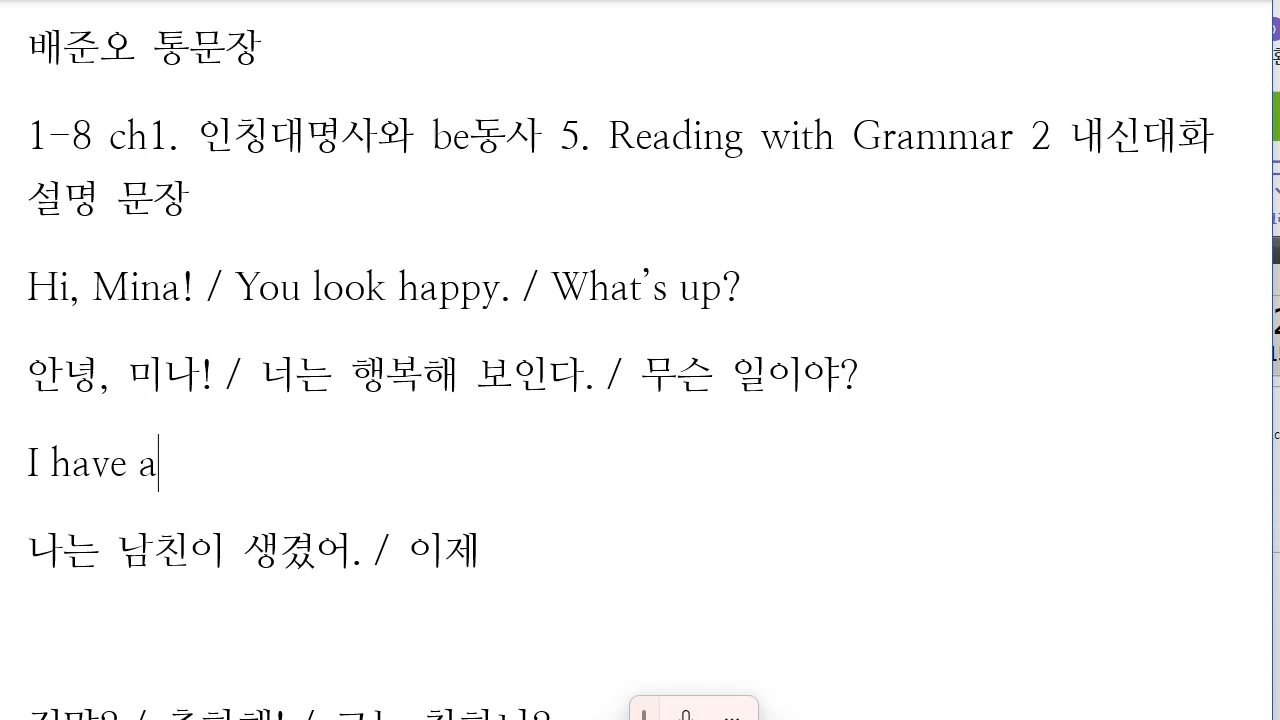 배준오 통문장
1-8 ch1. 인칭대명사와 be동사 5. Reading with Grammar 2 내신대화
설명 문장
Hi, Mina! / You look happy. / What's up?
안녕, 미나! / 너는 행복해 보인다. / 무슨 일이야?
I have a
나는 남친이 생겼어. / 이제